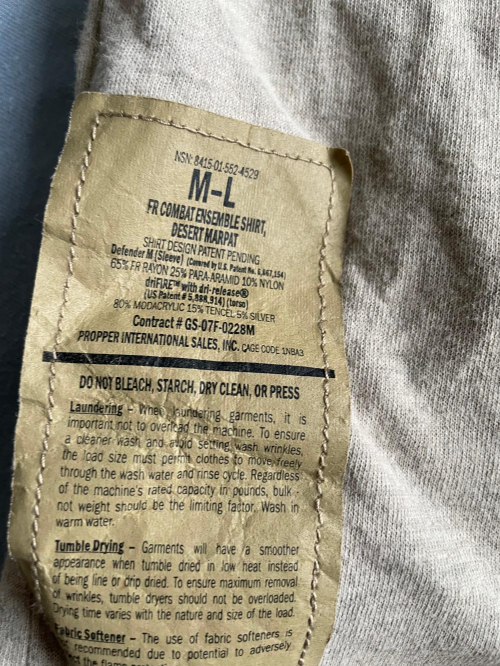 NSN: 8415-01-552-4529
M-L
FR COMBAT ENSEMBLE SHIRT,
DESERT MARPAT
SHIRT DESIGN PATENT PENDING
Defender M (Sleeve) (Covered by U.S. Patent No. 6,867,154)
65% FR RAYON 25% PARA-ARAMID 10% NYLON
driFIRE™ with dri-release®
(US Patent # 5,888,914) (torso)
80% MODACRYLIC 15% TENCEL 5% SILVER
Contract # GS-07F-0228M
PROPPER INTERNATIONAL SALES, INC. CAGE CODE 1NBA3
DO NOT BLEACH, STARCH, DRY CLEAN, OR PRESS
Laundering – When laundering garments, it is
important not to overload the machine. To ensure
a cleaner wash and avoid setting wash wrinkles,
the load size must permit clothes to move freely
through the wash water and rinse cycle. Regardless
of the machine's rated capacity in pounds, bulk -
not weight should be the limiting factor. Wash in
warm water.
Tumble Drying – Garments will have a smoother
appearance when tumble dried in low heat instead
of being line or drip dried. To ensure maximum removal
of wrinkles, tumble dryers should not be overloaded.
Drying time varies with the nature and size of the load.
Fabric Softener – The use of fabric softeners is
recommended due to potential to adversely
the flame